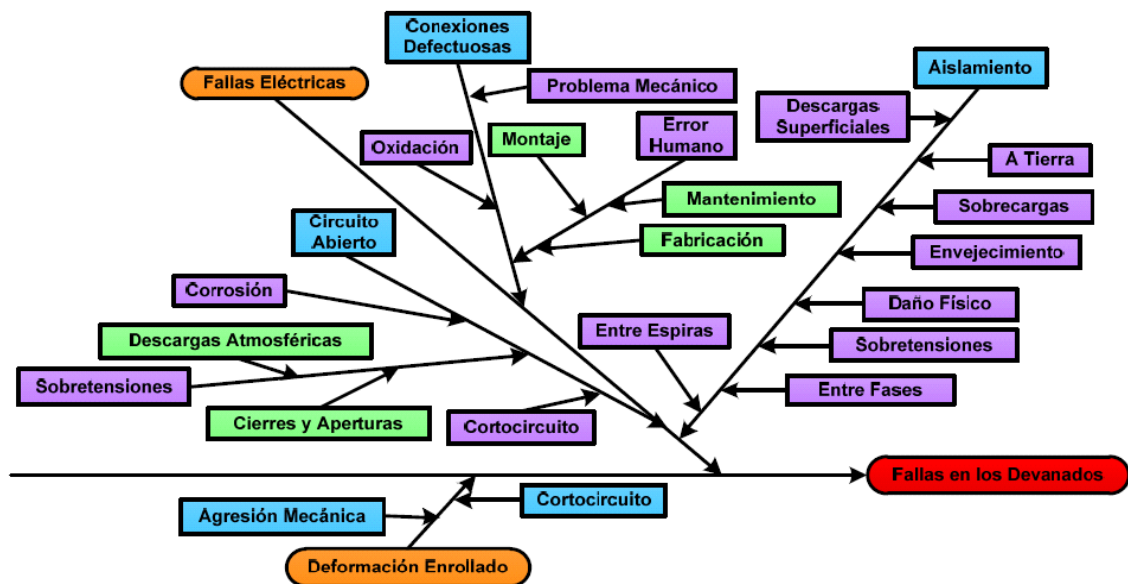 Conexiones
Defectuosas
Fallas Eléctricas
Aislamiento
Problema Mecánico
Descargas
Superficiales
Error
Humano
Montaje
Oxidación
A Tierra
Mantenimiento
Sobrecargas
Circuito
Abierto
Fabricación
Envejecimiento
Corrosión
Daño Físico
Entre Espiras
Descargas Atmosféricas
Sobretensiones
Sobretensiones
Entre Fases
Cierres y Aperturas
Cortocircuito
Fallas en los Devanados
Cortocircuito
Agresión Mecánica
Deformación Enrollado